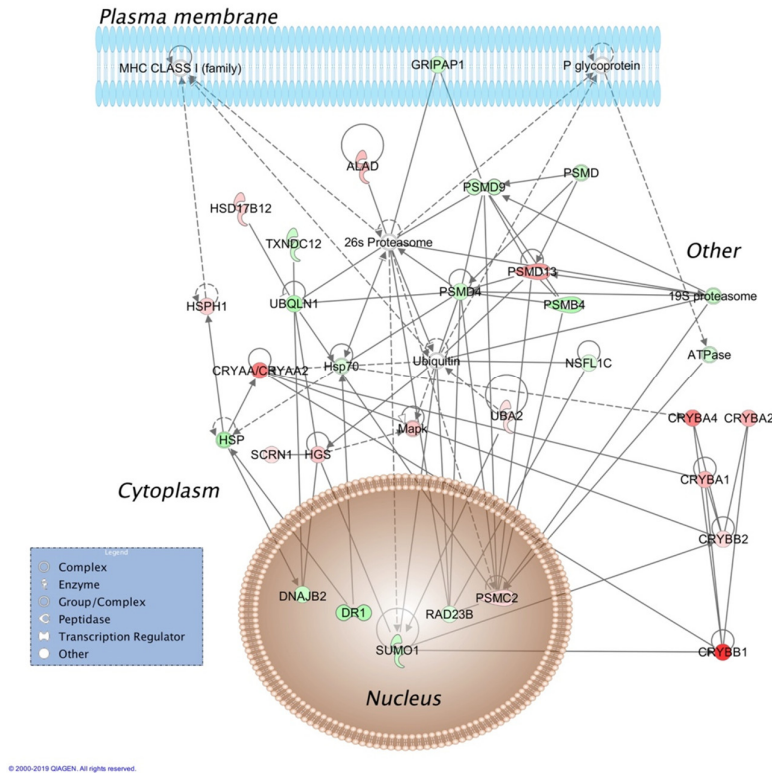 Plasma membrane
MHC CLASS I (family)
GRIPAP1
P glycoprotein
ALAD
PSMD9
PSMD
HSD17B12
TXNDC12
26s Proteasome
Other
PSMD13
HSPH1
UBQLN1
PSMD4
PSMB4
19S proteasome
CRYAA/CRYAA2
Hsp70
Ubiquitin
NSFL1C
ATPase
HSP
Mapk
UBA2
CRYBA4
CRYBA2
SCRN1
HGS
CRYBA1
Cytoplasm
CRYBB2
Legend
Complex
Enzyme
Group/Complex
Peptidase
Transcription Regulator
Other
DNAJB2
DR1
RAD23B
PSMC2
SUMO1
CRYBB1
Nucleus
© 2000-2019 QIAGEN. All rights reserved.